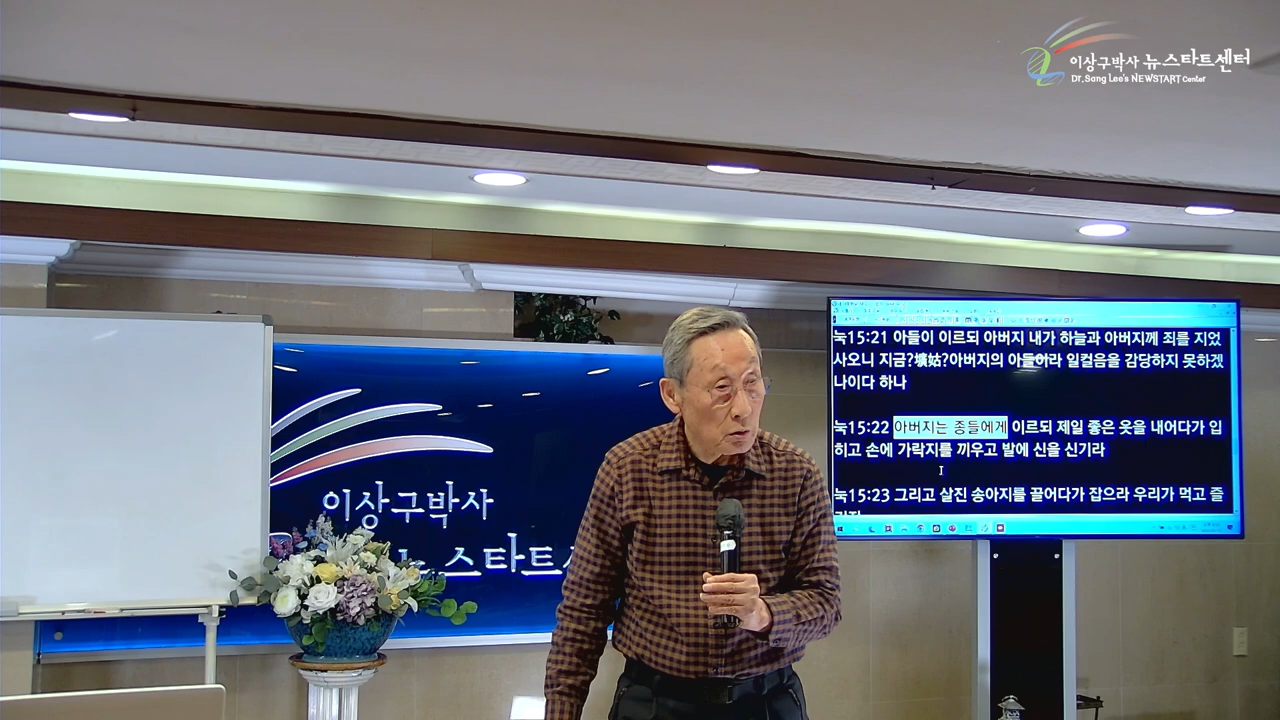 이상구박사 뉴스타트센터
Dr. Sang Lee's NEWSTART Center
눅15:21 아들이 이르되 아버지 내가 하늘과 아버지께 죄를 지었
사오니 지금?壙姑?아버지의 아들이라 일컬음을 감당하지 못하겠
나이다 하나
눅15:22 아버지는 종들에게 이르되 제일 좋은 옷을 내어다가 입
히고 손에 가락지를 끼우고 발에 신을 신기라
눅15:23 그리고 살진 송아지를 끌어다가 잡으라 우리가 먹고 즐
이상구박사
뉴스타트